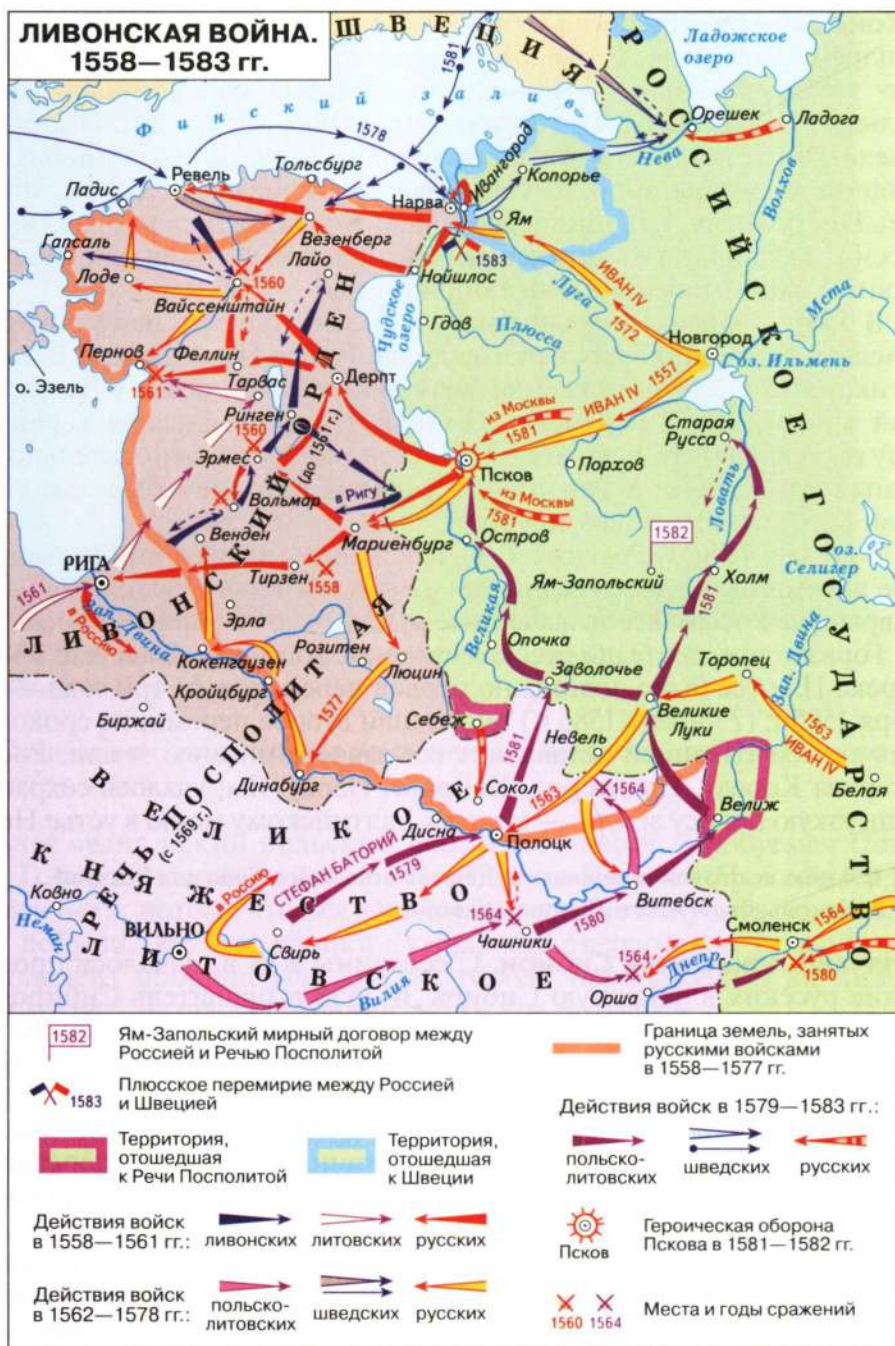 ЛИВОНСКАЯ ВОЙНА.
1558—1583 гг.
ШВЕЦИЯ
РОССИЙСКОЕ ГОСУДАРСТВО
Ладожское
озеро
1581
Финский залив
1578
Орешек
Ладога
Нева
Волхов
Ревель
Тольсбург
Падис
Нарва
Ивангород
Копорье
Ям
Гапсаль
Везенберг
Лоде
Лайо
1560
1583
Нойшлос
Вайссенштайн
Чудское
озеро
Гдов
Луга
ИВАН IV
1572
Плюсса
Мста
Новгород
оз. Ильмень
Пернов
Феллин
о. Эзель
1561
Тарвас
Дерпт
Ринген
1560
Эрмес
ЛИВОНСКИЙ ОРДЕН
(до 1561 г.)
из Москвы
1581
ИВАН IV
1557
Старая
Русса
Псков
Порхов
из Москвы
1581
Ловать
Вольмар
в Ригу
Венден
Мариенбург
Остров
1582
Ям-Запольский
Холм
оз.
Селигер
РИГА
1561
Тирзен
1558
в Россию
Зап. Двина
Эрла
Великая
1581
Кокенгаузен
Розитен
Люцин
Опочка
Заволочье
Торопец
Зап. Двина
Кройцбург
1577
Биржай
Себеж
Невель
Великие
Луки
1563
ИВАН IV
Белая
Динабург
Сокол
1581
1563
1564
Велиж
Дисна
Полоцк
РЕЧЬ ПОСПОЛИТАЯ
(с 1569 г.)
ВЕЛИКОЕ
КНЯЖЕСТВО
ЛИТОВСКОЕ
в Россию
СТЕФАН БАТОРИЙ
1579
Ковно
Неман
ВИЛЬНО
Свирь
1564
Чашники
1580
Витебск
Вилия
1564
Орша
Днепр
Смоленск
1564
1580
1582
Ям-Запольский мирный договор между
Россией и Речью Посполитой
1583
Плюсское перемирие между Россией
и Швецией
Территория,
отошедшая
к Речи Посполитой
Территория,
отошедшая
к Швеции
Действия войск
в 1558—1561 гг.:
ливонских
литовских
русских
Действия войск
в 1562—1578 гг.:
польско-
литовских
шведских
русских
Граница земель, занятых
русскими войсками
в 1558—1577 гг.
Действия войск в 1579—1583 гг.:
польско-
литовских
шведских
русских
Псков
Героическая оборона
Пскова в 1581—1582 гг.
1560
1564
Места и годы сражений